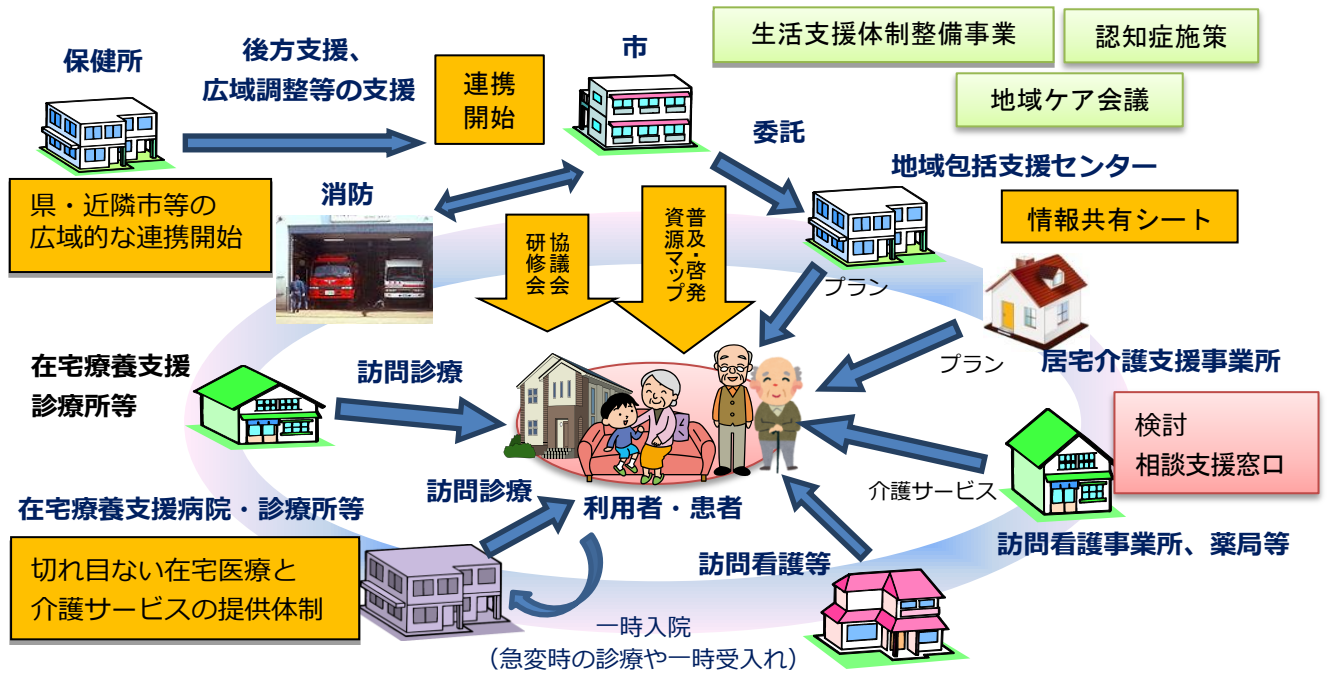 生活支援体制整備事業
認知症施策
地域ケア会議
保健所
後方支援、
広域調整等の支援
連携
開始
市
委託
地域包括支援センター
県・近隣市等の
広域的な連携開始
消防
協議会
研修会
普及・啓発
資源マップ
情報共有シート
プラン
プラン
居宅介護支援事業所
在宅療養支援
診療所等
訪問診療
検討
相談支援窓口
介護サービス
訪問診療
利用者・患者
在宅療養支援病院・診療所等
切れ目ない在宅医療と
介護サービスの提供体制
訪問看護等
訪問看護事業所、薬局等
一時入院
（急変時の診療や一時受入れ）